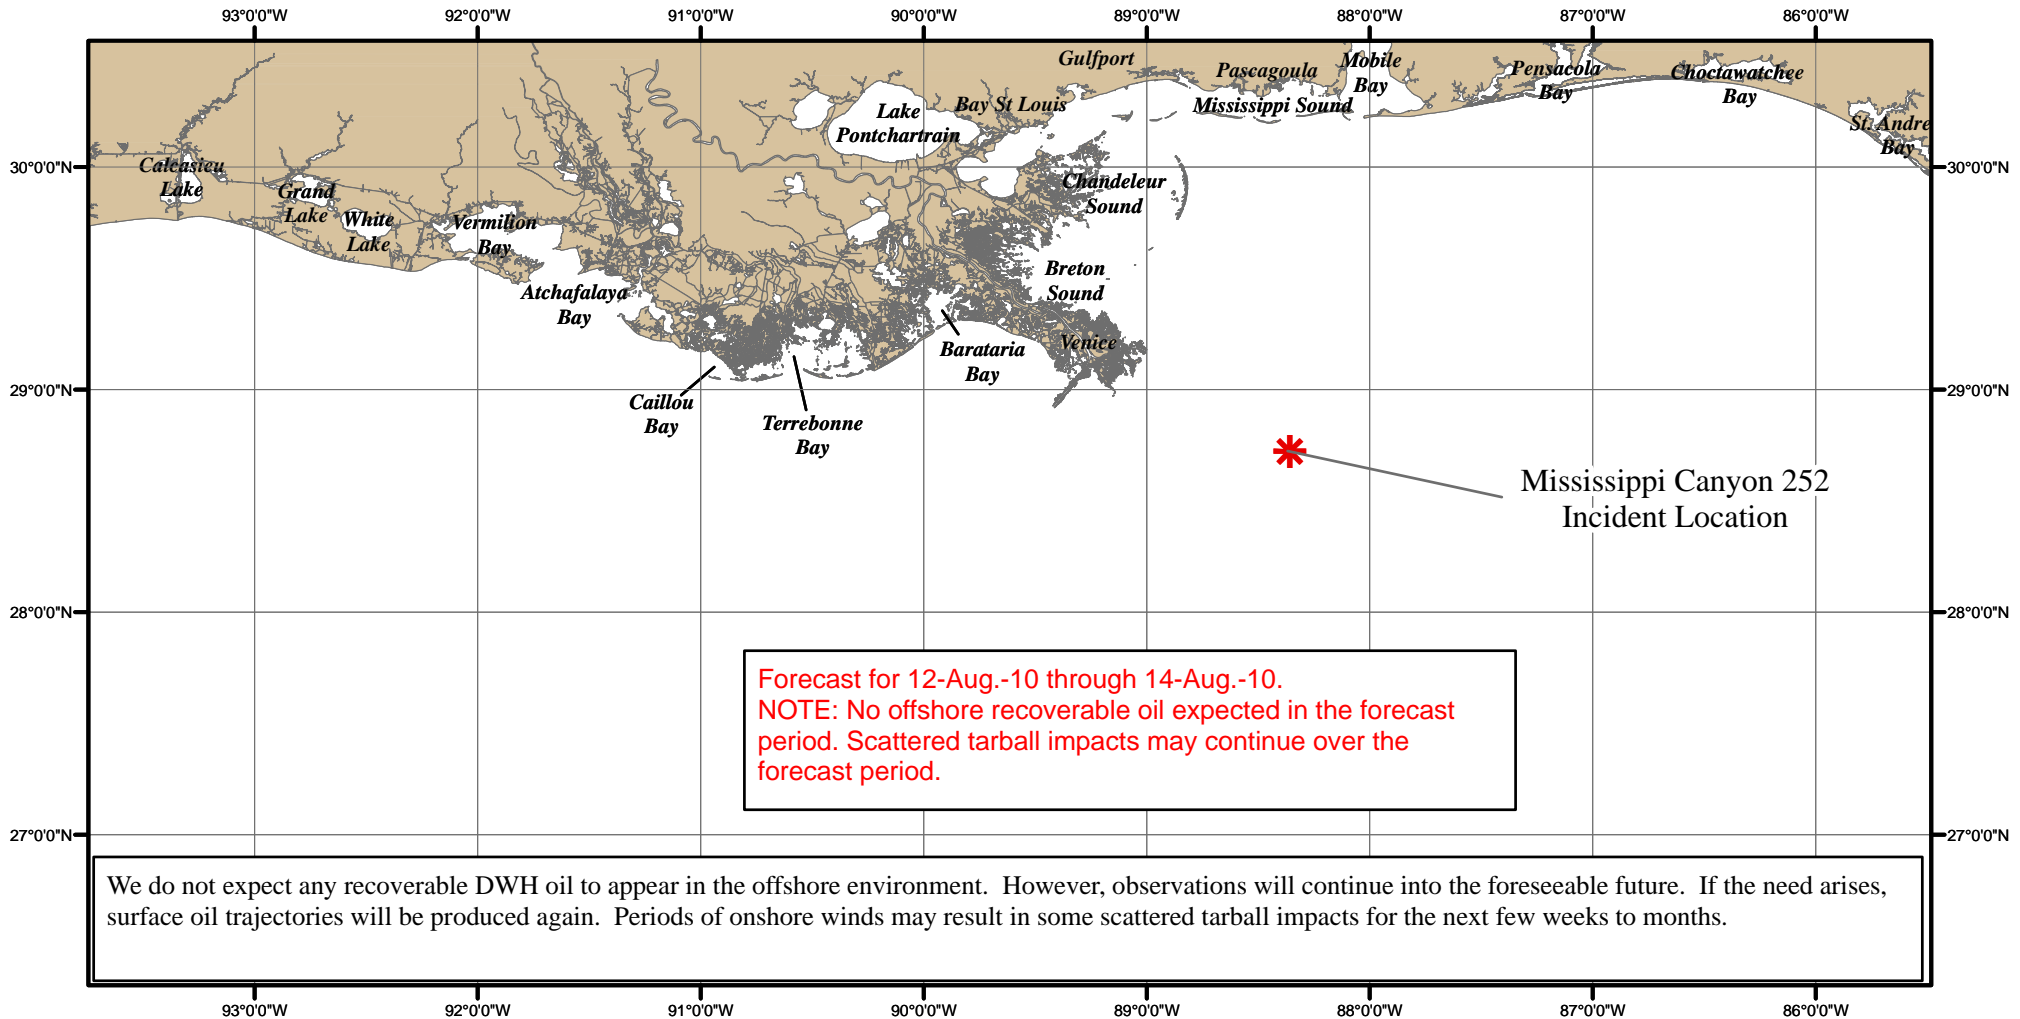 93°0'0"W 92°0'0"W 91°0'0"W 90°0'0"W 89°0'0"W 88°0'0"W 87°0'0"W 86°0'0"W
Gulfport
Pascagoula
Mobile
Bay
Pensacola
Bay
Choctawatchee
Bay
Lake
Pontchartrain
Bay St Louis
Mississippi Sound
St. Andre
Bay
30°0'0"N
30°0'0"N
Calcasieu
Lake
Grand
Lake
White
Lake
Vermilion
Bay
Chandeleur
Sound
Atchafalaya
Bay
Breton
Sound
Barataria
Bay
Venice
29°0'0"N
29°0'0"N
Caillou
Bay
Terrebonne
Bay
Mississippi Canyon 252
Incident Location
28°0'0"N
28°0'0"N
Forecast for 12-Aug.-10 through 14-Aug.-10.
NOTE: No offshore recoverable oil expected in the forecast
period. Scattered tarball impacts may continue over the
forecast period.
27°0'0"N
27°0'0"N
We do not expect any recoverable DWH oil to appear in the offshore environment.  However, observations will continue into the foreseeable future.  If the need arises,
surface oil trajectories will be produced again.  Periods of onshore winds may result in some scattered tarball impacts for the next few weeks to months.
93°0'0"W 92°0'0"W 91°0'0"W 90°0'0"W 89°0'0"W 88°0'0"W 87°0'0"W 86°0'0"W